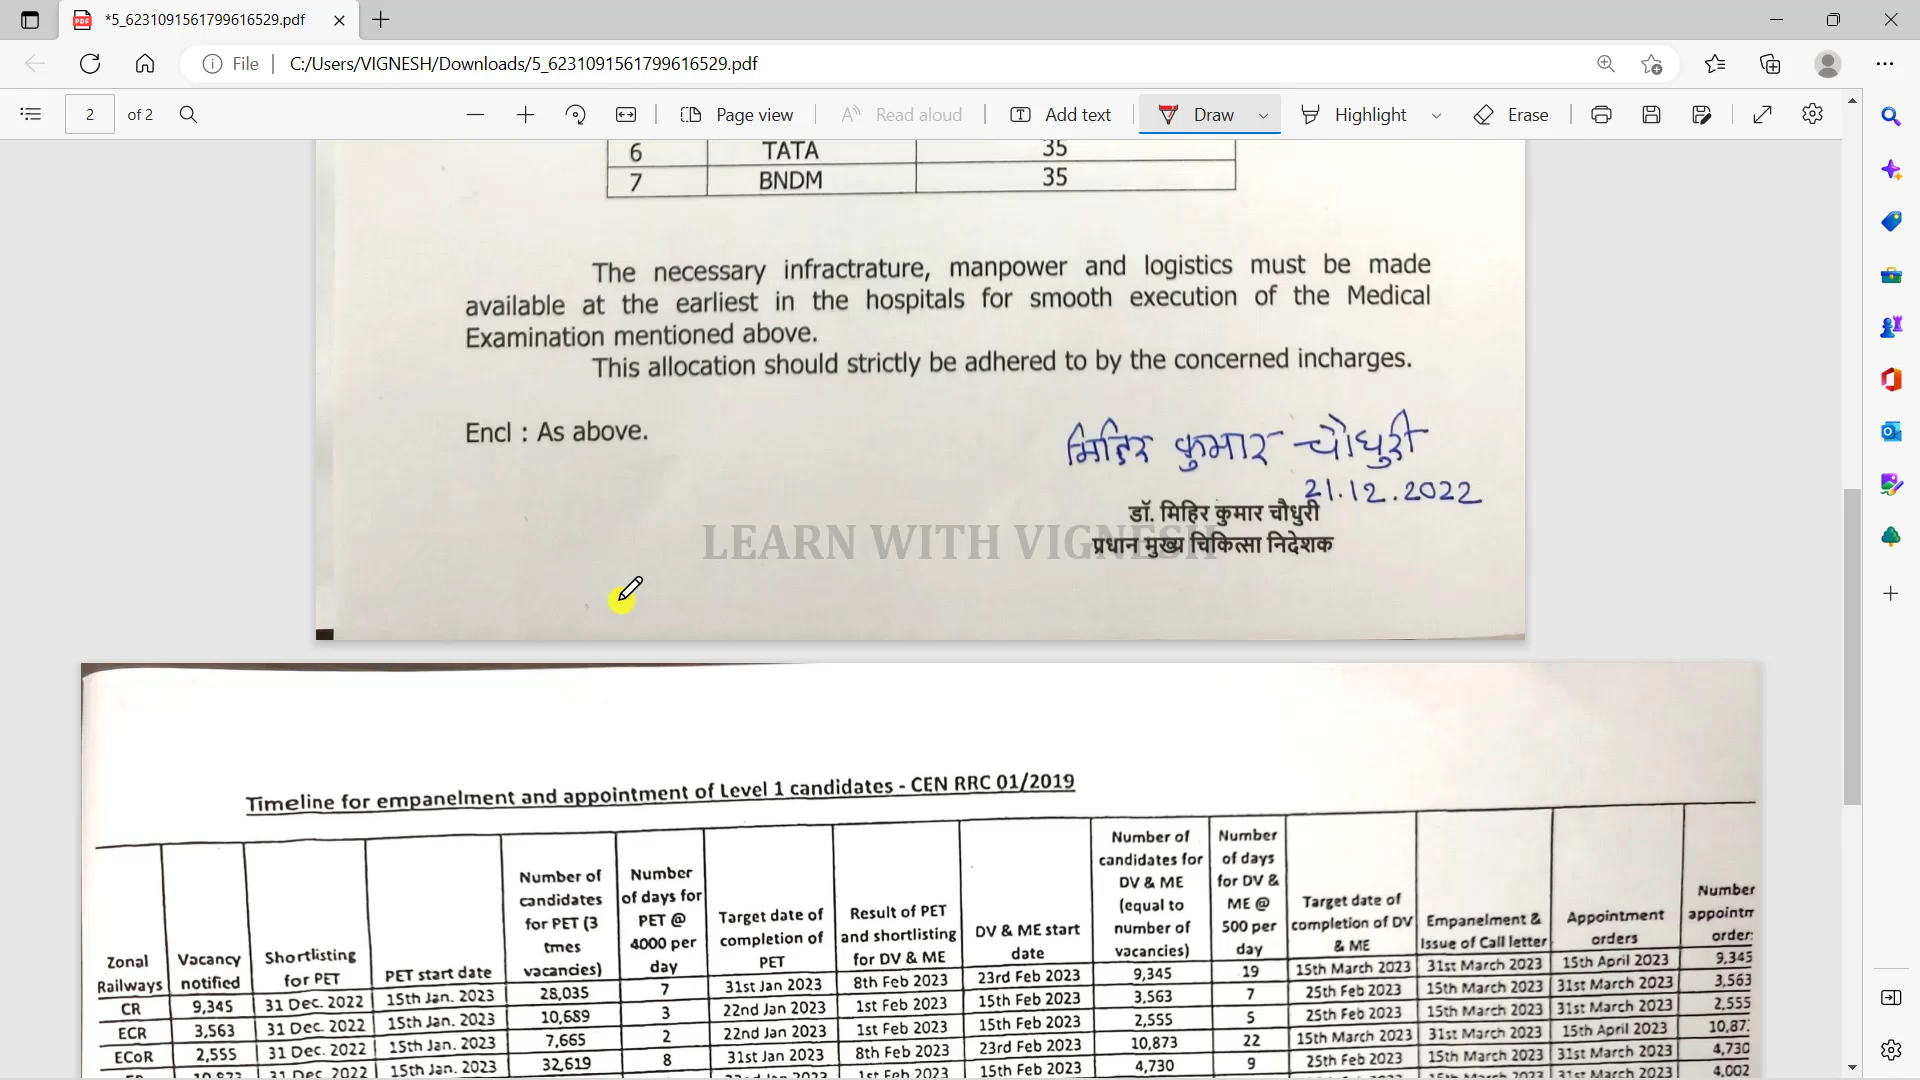 *5_6231091561799616529.pdf
File
C:/Users/VIGNESH/Downloads/5_6231091561799616529.pdf
2 of 2
Page view
Read aloud
Add text
Draw
Highlight
Erase
6 TATA 35
7 BNDM 35
The necessary infractrature, manpower and logistics must be made
available at the earliest in the hospitals for smooth execution of the Medical
Examination mentioned above.
This allocation should strictly be adhered to by the concerned incharges.
Encl : As above.
मिहिर कुमार चौधुरी
21.12.2022
डॉ. मिहिर कुमार चौधुरी
प्रधान मुख्य चिकित्सा निदेशक
LEARN WITH VIGNESH
Timeline for empanelment and appointment of Level 1 candidates - CEN RRC 01/2019
Zonal Railways
Vacancy notified
Shortlisting for PET
PET start date
Number of candidates for PET (3 tmes vacancies)
Number of days for PET @ 4000 per day
Target date of completion of PET
Result of PET and shortlisting for DV & ME
DV & ME start date
Number of candidates for DV & ME (equal to number of vacancies)
Number of days for DV & ME @ 500 per day
Target date of completion of DV & ME
Empanelment & Issue of Call letter
Appointment orders
Number
CR 9,345 31 Dec. 2022 15th Jan. 2023 28,035 7 31st Jan 2023 8th Feb 2023 23rd Feb 2023 9,345 19 15th March 2023 31st March 2023 15th April 2023 9,345
ECR 3,563 31 Dec. 2022 15th Jan. 2023 10,689 3 22nd Jan 2023 1st Feb 2023 15th Feb 2023 3,563 7 25th Feb 2023 15th March 2023 31st March 2023 3,563
ECoR 2,555 31 Dec. 2022 15th Jan. 2023 7,665 2 22nd Jan 2023 1st Feb 2023 15th Feb 2023 2,555 5 25th Feb 2023 15th March 2023 31st March 2023 2,555
10,873 31 Dec. 2022 15th Jan. 2023 32,619 8 31st Jan 2023 8th Feb 2023 23rd Feb 2023 10,873 22 15th March 2023 31st March 2023 15th April 2023
1st Feb 2023 15th Feb 2023 4,730 9 25th Feb 2023 15th March 2023 31st March 2023 4,730
4,002